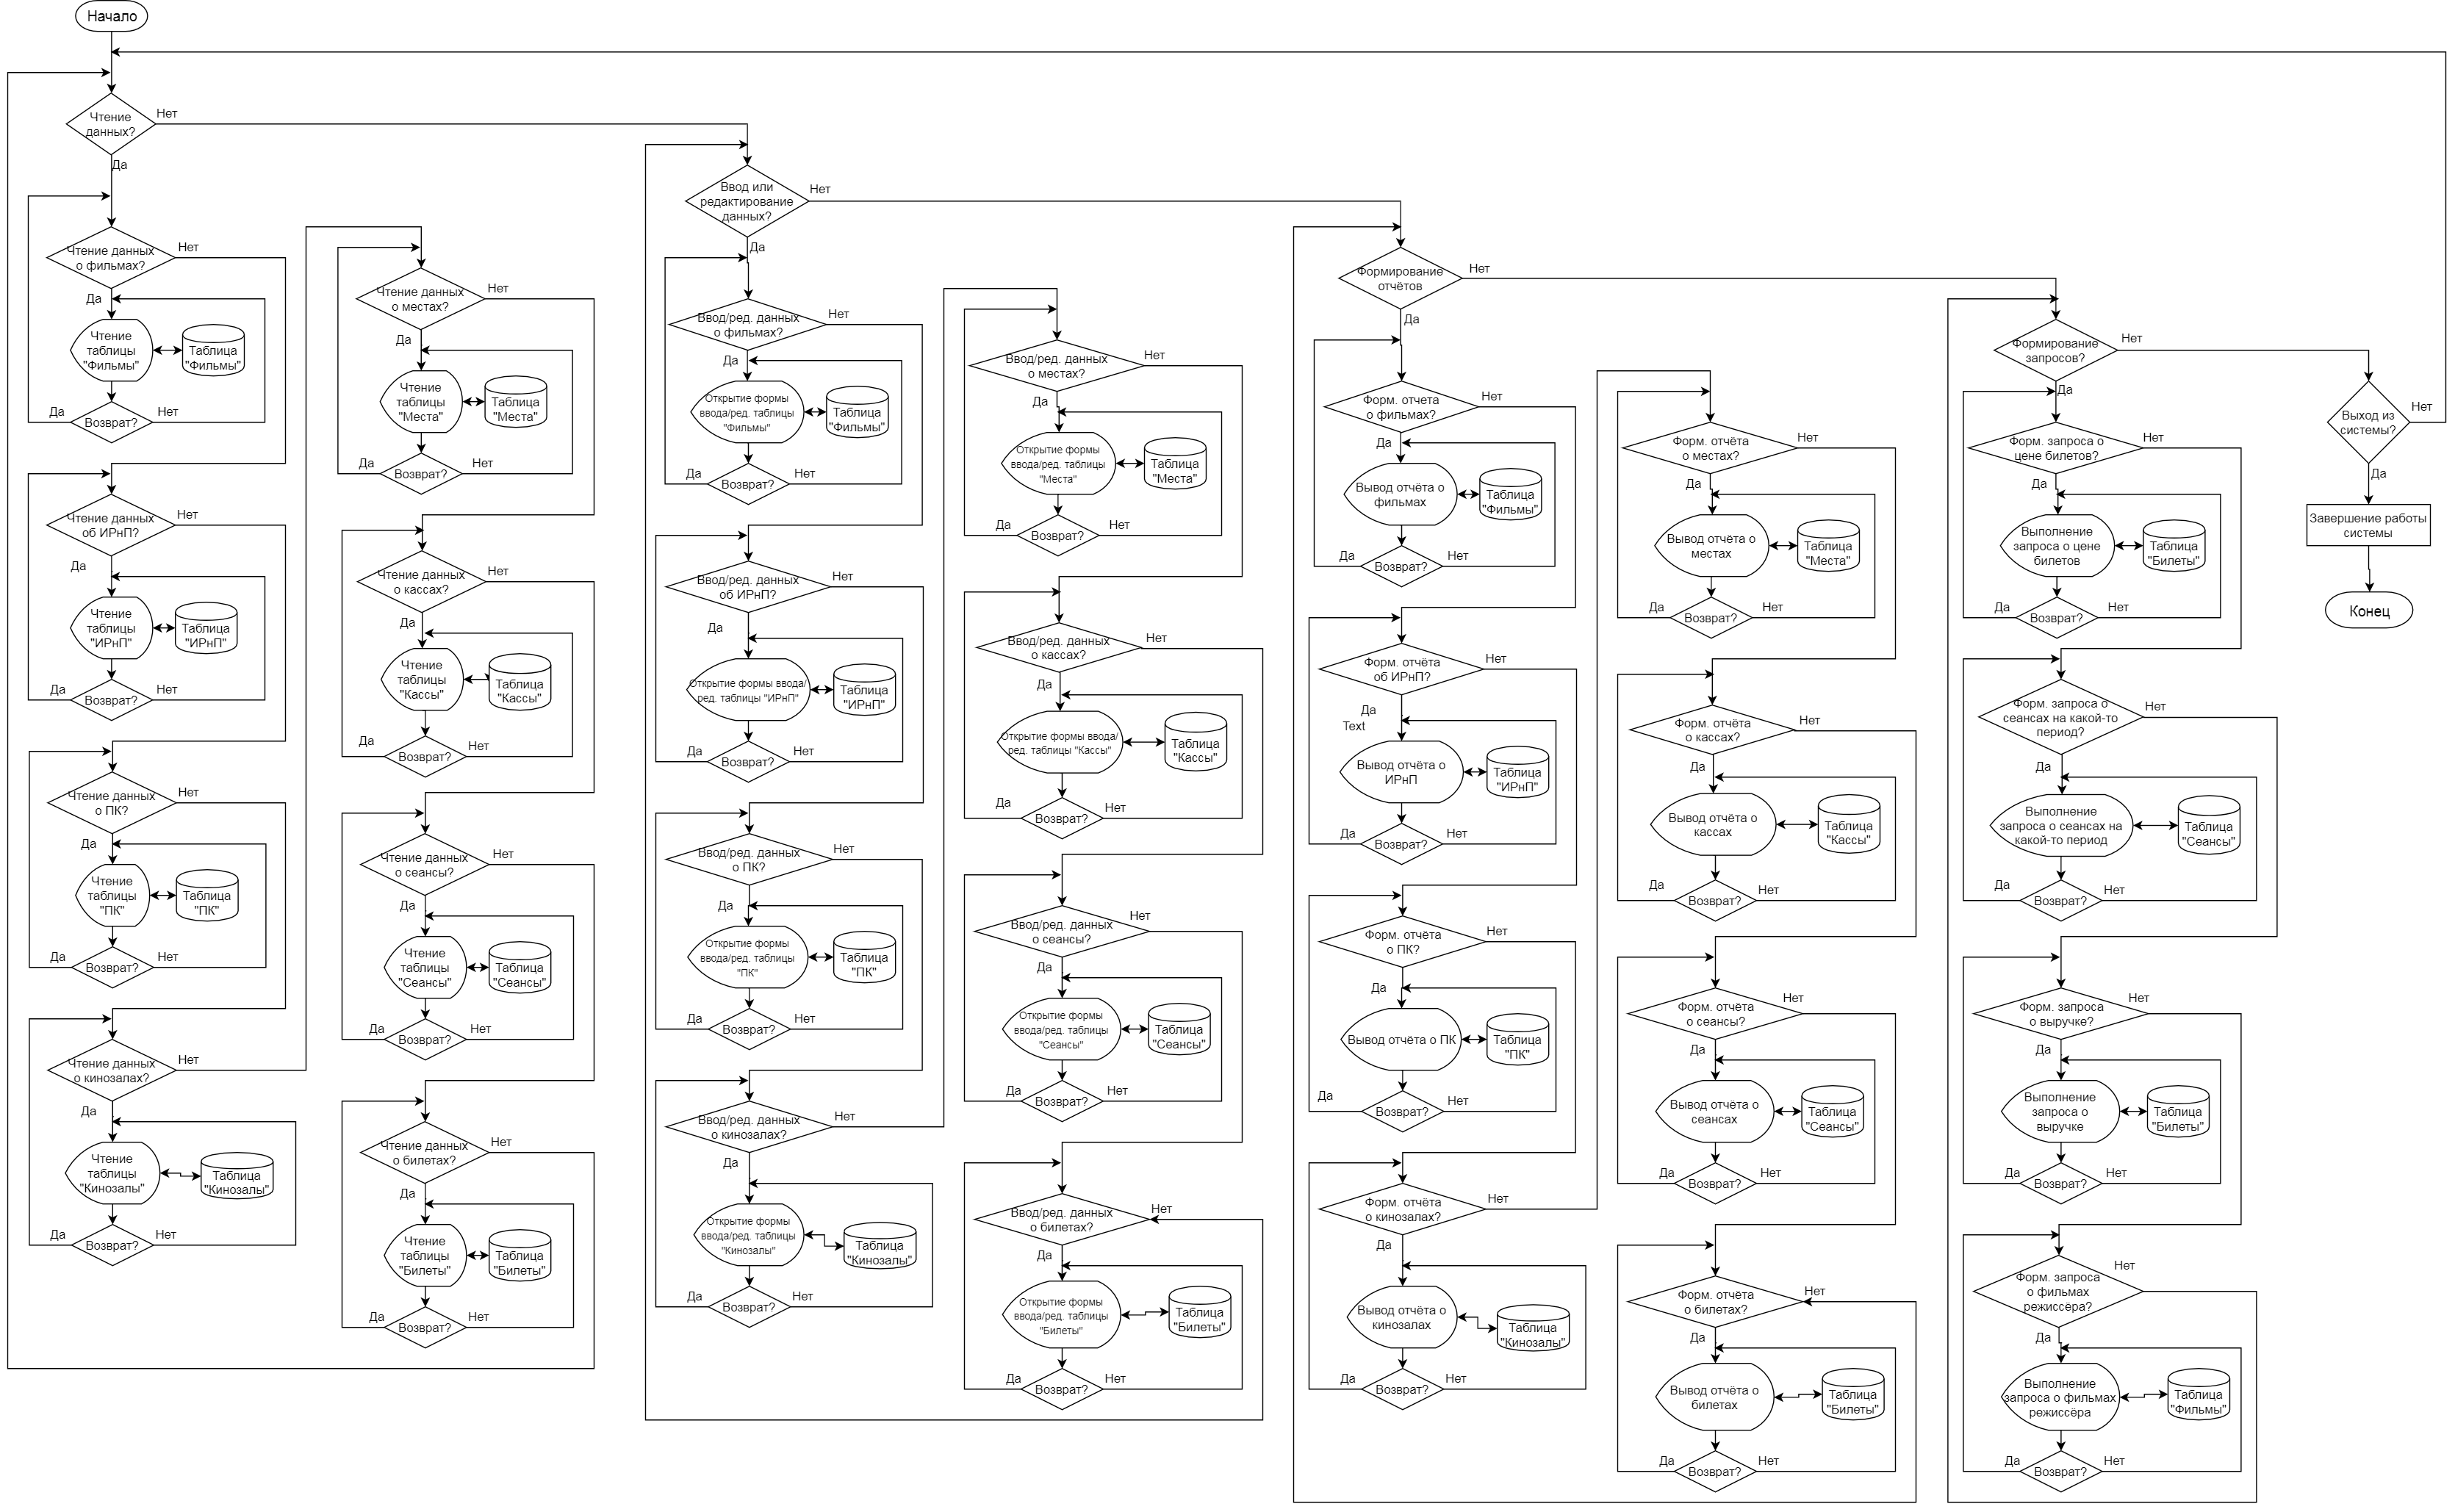 Начало
Чтение
данных?
Нет
Да
Чтение данных
о фильмах?
Нет
Да
Чтение
таблицы
"Фильмы"
Таблица
"Фильмы"
Да
Возврат?
Нет
Чтение данных
об ИРнП?
Нет
Да
Чтение
таблицы
"ИРнП"
Таблица
"ИРнП"
Да
Возврат?
Нет
Чтение данных
о ПК?
Нет
Да
Чтение
таблицы
"ПК"
Таблица
"ПК"
Да
Возврат?
Нет
Чтение данных
о кинозалах?
Нет
Да
Чтение
таблицы
"Кинозалы"
Таблица
"Кинозалы"
Да
Возврат?
Нет
Чтение данных
о местах?
Нет
Да
Чтение
таблицы
"Места"
Таблица
"Места"
Да
Возврат?
Нет
Чтение данных
о кассах?
Нет
Да
Чтение
таблицы
"Кассы"
Таблица
"Кассы"
Да
Возврат?
Нет
Чтение данных
о сеансы?
Нет
Да
Чтение
таблицы
"Сеансы"
Таблица
"Сеансы"
Да
Возврат?
Нет
Чтение данных
о билетах?
Нет
Да
Чтение
таблицы
"Билеты"
Таблица
"Билеты"
Да
Возврат?
Нет
Ввод или
редактирование
данных?
Нет
Да
Ввод/ред. данных
о фильмах?
Нет
Да
Открытие формы
ввода/ред. таблицы
"Фильмы"
Таблица
"Фильмы"
Да
Возврат?
Нет
Ввод/ред. данных
об ИРнП?
Нет
Да
Открытие формы ввода/
ред. таблицы "ИРнП"
Таблица
"ИРнП"
Да
Возврат?
Нет
Ввод/ред. данных
о ПК?
Нет
Да
Открытие формы
ввода/ред. таблицы
"ПК"
Таблица
"ПК"
Да
Возврат?
Нет
Ввод/ред. данных
о кинозалах?
Нет
Да
Открытие формы
ввода/ред. таблицы
"Кинозалы"
Таблица
"Кинозалы"
Да
Возврат?
Нет
Ввод/ред. данных
о местах?
Нет
Да
Открытие формы
ввода/ред. таблицы
"Места"
Таблица
"Места"
Да
Возврат?
Нет
Ввод/ред. данных
о кассах?
Нет
Да
Открытие формы ввода/
ред. таблицы "Кассы"
Таблица
"Кассы"
Да
Возврат?
Нет
Ввод/ред. данных
о сеансы?
Нет
Да
Открытие формы
ввода/ред. таблицы
"Сеансы"
Таблица
"Сеансы"
Да
Возврат?
Нет
Ввод/ред. данных
о билетах?
Нет
Да
Открытие формы
ввода/ред. таблицы
"Билеты"
Таблица
"Билеты"
Да
Возврат?
Нет
Формирование
отчётов
Нет
Да
Форм. отчета
о фильмах?
Нет
Да
Вывод отчёта о
фильмах
Таблица
"Фильмы"
Да
Возврат?
Нет
Форм. отчёта
об ИРнП?
Нет
Да
Text
Вывод отчёта о
ИРнП
Таблица
"ИРнП"
Да
Возврат?
Нет
Форм. отчёта
о ПК?
Нет
Да
Вывод отчёта о ПК
Таблица
"ПК"
Да
Возврат?
Нет
Форм. отчёта
о кинозалах?
Нет
Да
Вывод отчёта о
кинозалах
Таблица
"Кинозалы"
Да
Возврат?
Нет
Форм. отчёта
о местах?
Нет
Да
Вывод отчёта о
местах
Таблица
"Места"
Да
Возврат?
Нет
Форм. отчёта
о кассах?
Нет
Да
Вывод отчёта о
кассах
Таблица
"Кассы"
Да
Возврат?
Нет
Форм. отчёта
о сеансы?
Нет
Да
Вывод отчёта о
сеансах
Таблица
"Сеансы"
Да
Возврат?
Нет
Форм. отчёта
о билетах?
Нет
Да
Вывод отчёта о
билетах
Таблица
"Билеты"
Да
Возврат?
Нет
Формирование
запросов?
Нет
Да
Форм. запроса о
цене билетов?
Нет
Да
Выполнение
запроса о цене
билетов
Таблица
"Билеты"
Да
Возврат?
Нет
Форм. запроса о
сеансах на какой-то
период?
Нет
Да
Выполнение
запроса о сеансах на
какой-то период
Таблица
"Сеансы"
Да
Возврат?
Нет
Форм. запроса
о выручке?
Нет
Да
Выполнение
запроса о
выручке
Таблица
"Билеты"
Да
Возврат?
Нет
Форм. запроса
о фильмах
режиссёра?
Нет
Да
Выполнение
запроса о фильмах
режиссёра
Таблица
"Фильмы"
Да
Возврат?
Нет
Выход из
системы?
Нет
Да
Завершение работы
системы
Конец